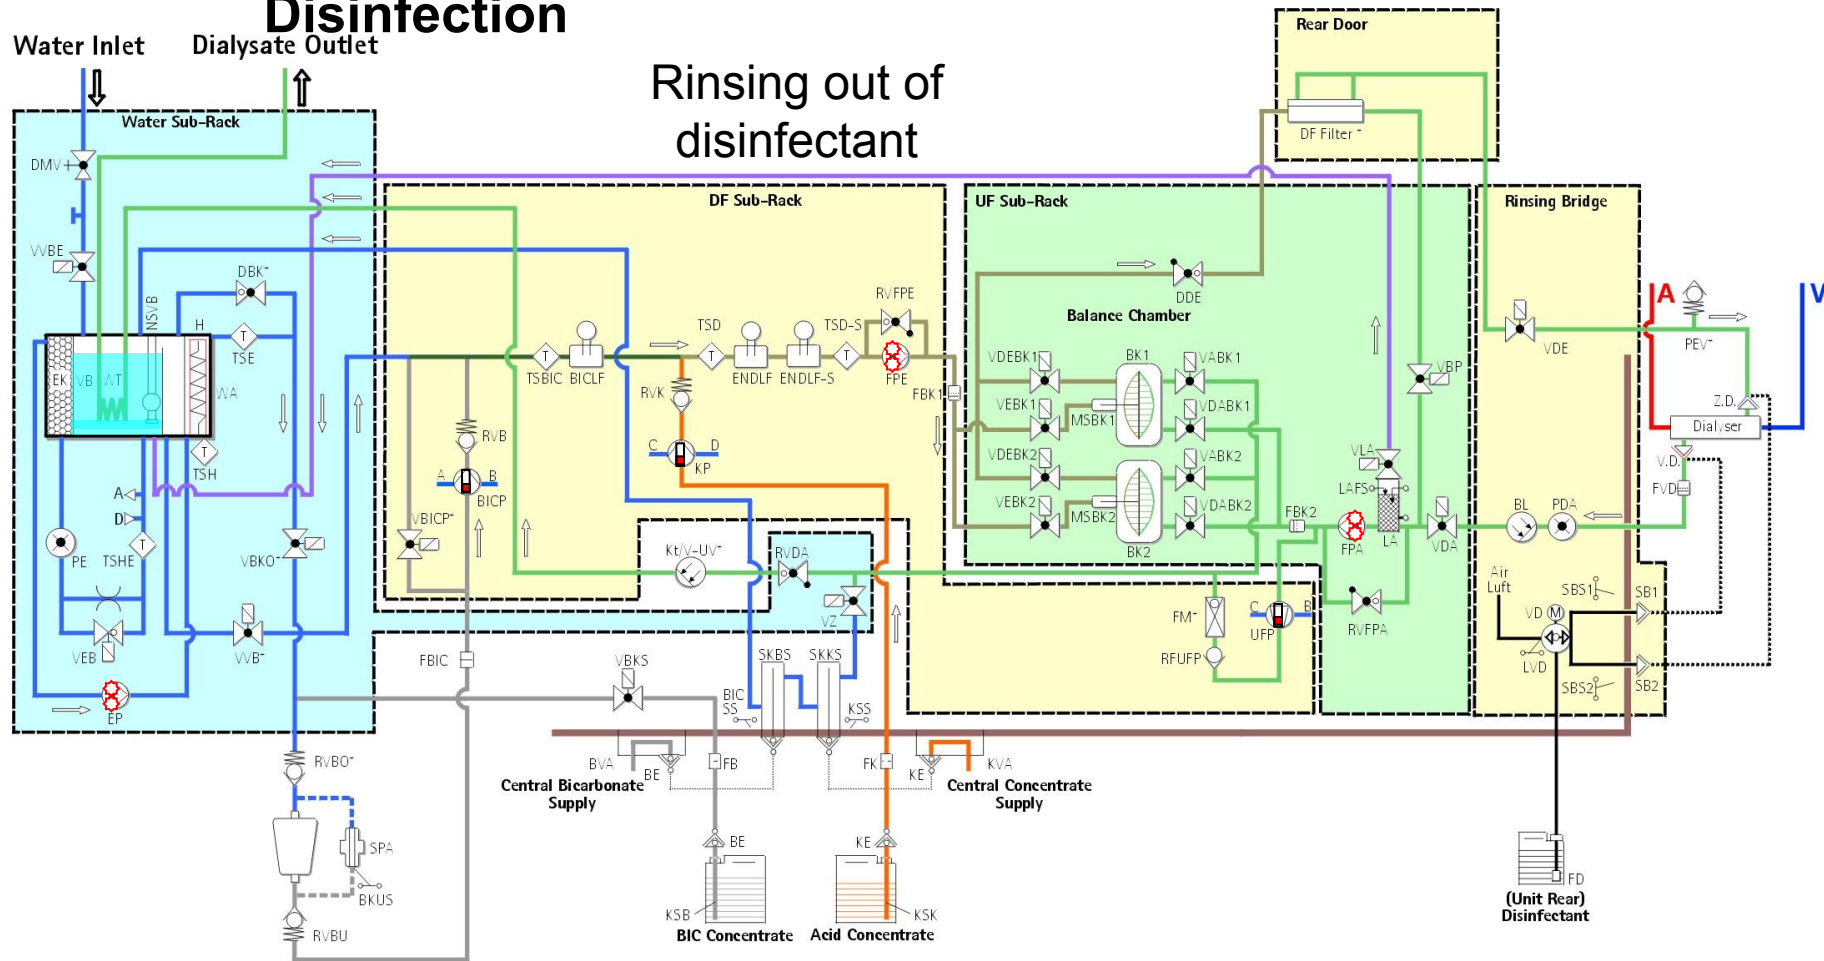 Disinfection
Water Inlet
Dialysate Outlet
Rinsing out of
disinfectant
Rear Door
DF Filter +
Water Sub-Rack
DMV
VVBE
DBK+
NSVB
H
TSE
EK
VB
WT
WA
TSH
A
D
PE
TSHE
VBKO+
VEB
VVB+
EP
DF Sub-Rack
TSBIC
BICLF
TSD
ENDLF
ENDLF-S
TSD-S
RVFPE
FPE
FBK1
RVK
C
D
KP
RVB
A
B
BICP
VBICP+
Kt/V-UV+
RVDA
VZ
UF Sub-Rack
DDE
Balance Chamber
VDEBK1
BK1
VABK1
VEBK1
MSBK1
VDABK1
VDEBK2
VABK2
VEBK2
MSBK2
VDABK2
BK2
FBK2
FPA
VBP
VLA
LAFS
LA
VDA
RVFPA
FM+
C
B
UFP
RFUFP
Rinsing Bridge
VDE
BL
PDA
Air
Luft
SBS1
SB1
VD
M
LVD
SBS2
SB2
A
V
PEV+
Z.D.
Dialyser
V.D.
FVD
FBIC
VBKS
SKBS
SKKS
BIC
SS
KSS
BVA
BE
FB
FK
KE
KVA
Central Bicarbonate
Supply
Central Concentrate
Supply
RVBO+
SPA
BKUS
RVBU
BE
KE
KSB
KSK
BIC Concentrate
Acid Concentrate
FD
(Unit Rear)
Disinfectant